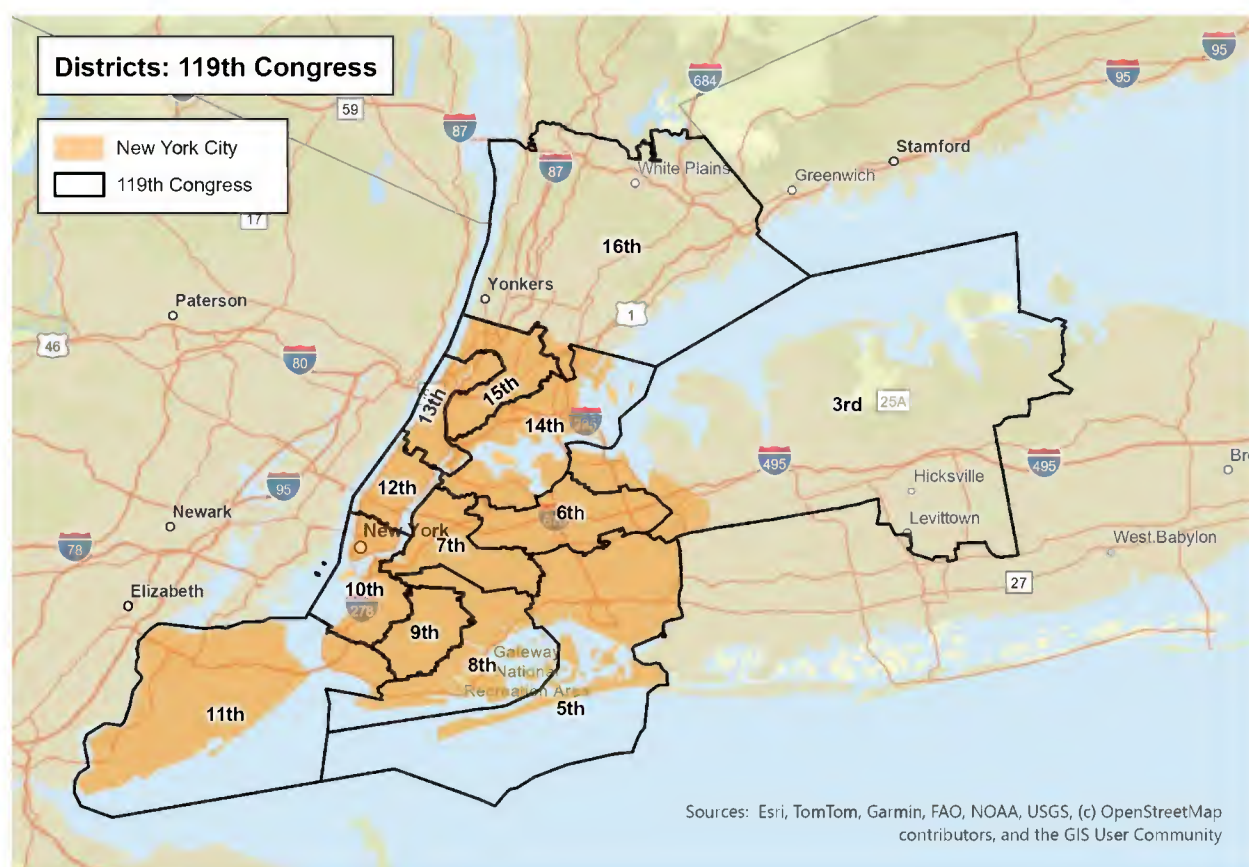 Districts: 119th Congress
New York City
119th Congress
684
95
95
59
87
87
White Plains
Stamford
Greenwich
17
16th
Yonkers
Paterson
1
46
80
15th
13th
3rd
25A
14th
495
495
Hicksville
12th
95
6th
Newark
New York
Levittown
7th
West.Babylon
78
27
10th
Elizabeth
278
9th
8th
Gateway
National
Recreation Area
5th
11th
Sources: Esri, TomTom, Garmin, FAO, NOAA, USGS, (c) OpenStreetMap
contributors, and the GIS User Community